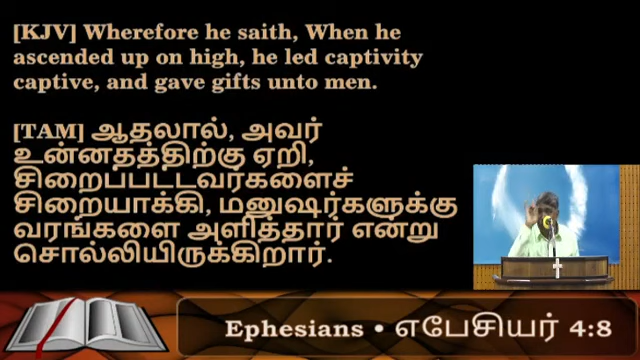 [KJV] Wherefore he saith, When he
ascended up on high, he led captivity
captive, and gave gifts unto men.
[TAM] ஆதலால், அவர்
உன்னதத்திற்கு ஏறி,
சிறைப்பட்டவர்களைச்
சிறையாக்கி, மனுஷர்களுக்கு
வரங்களை அளித்தார் என்று
சொல்லியிருக்கிறார்.
Ephesians • எபேசியர் 4:8